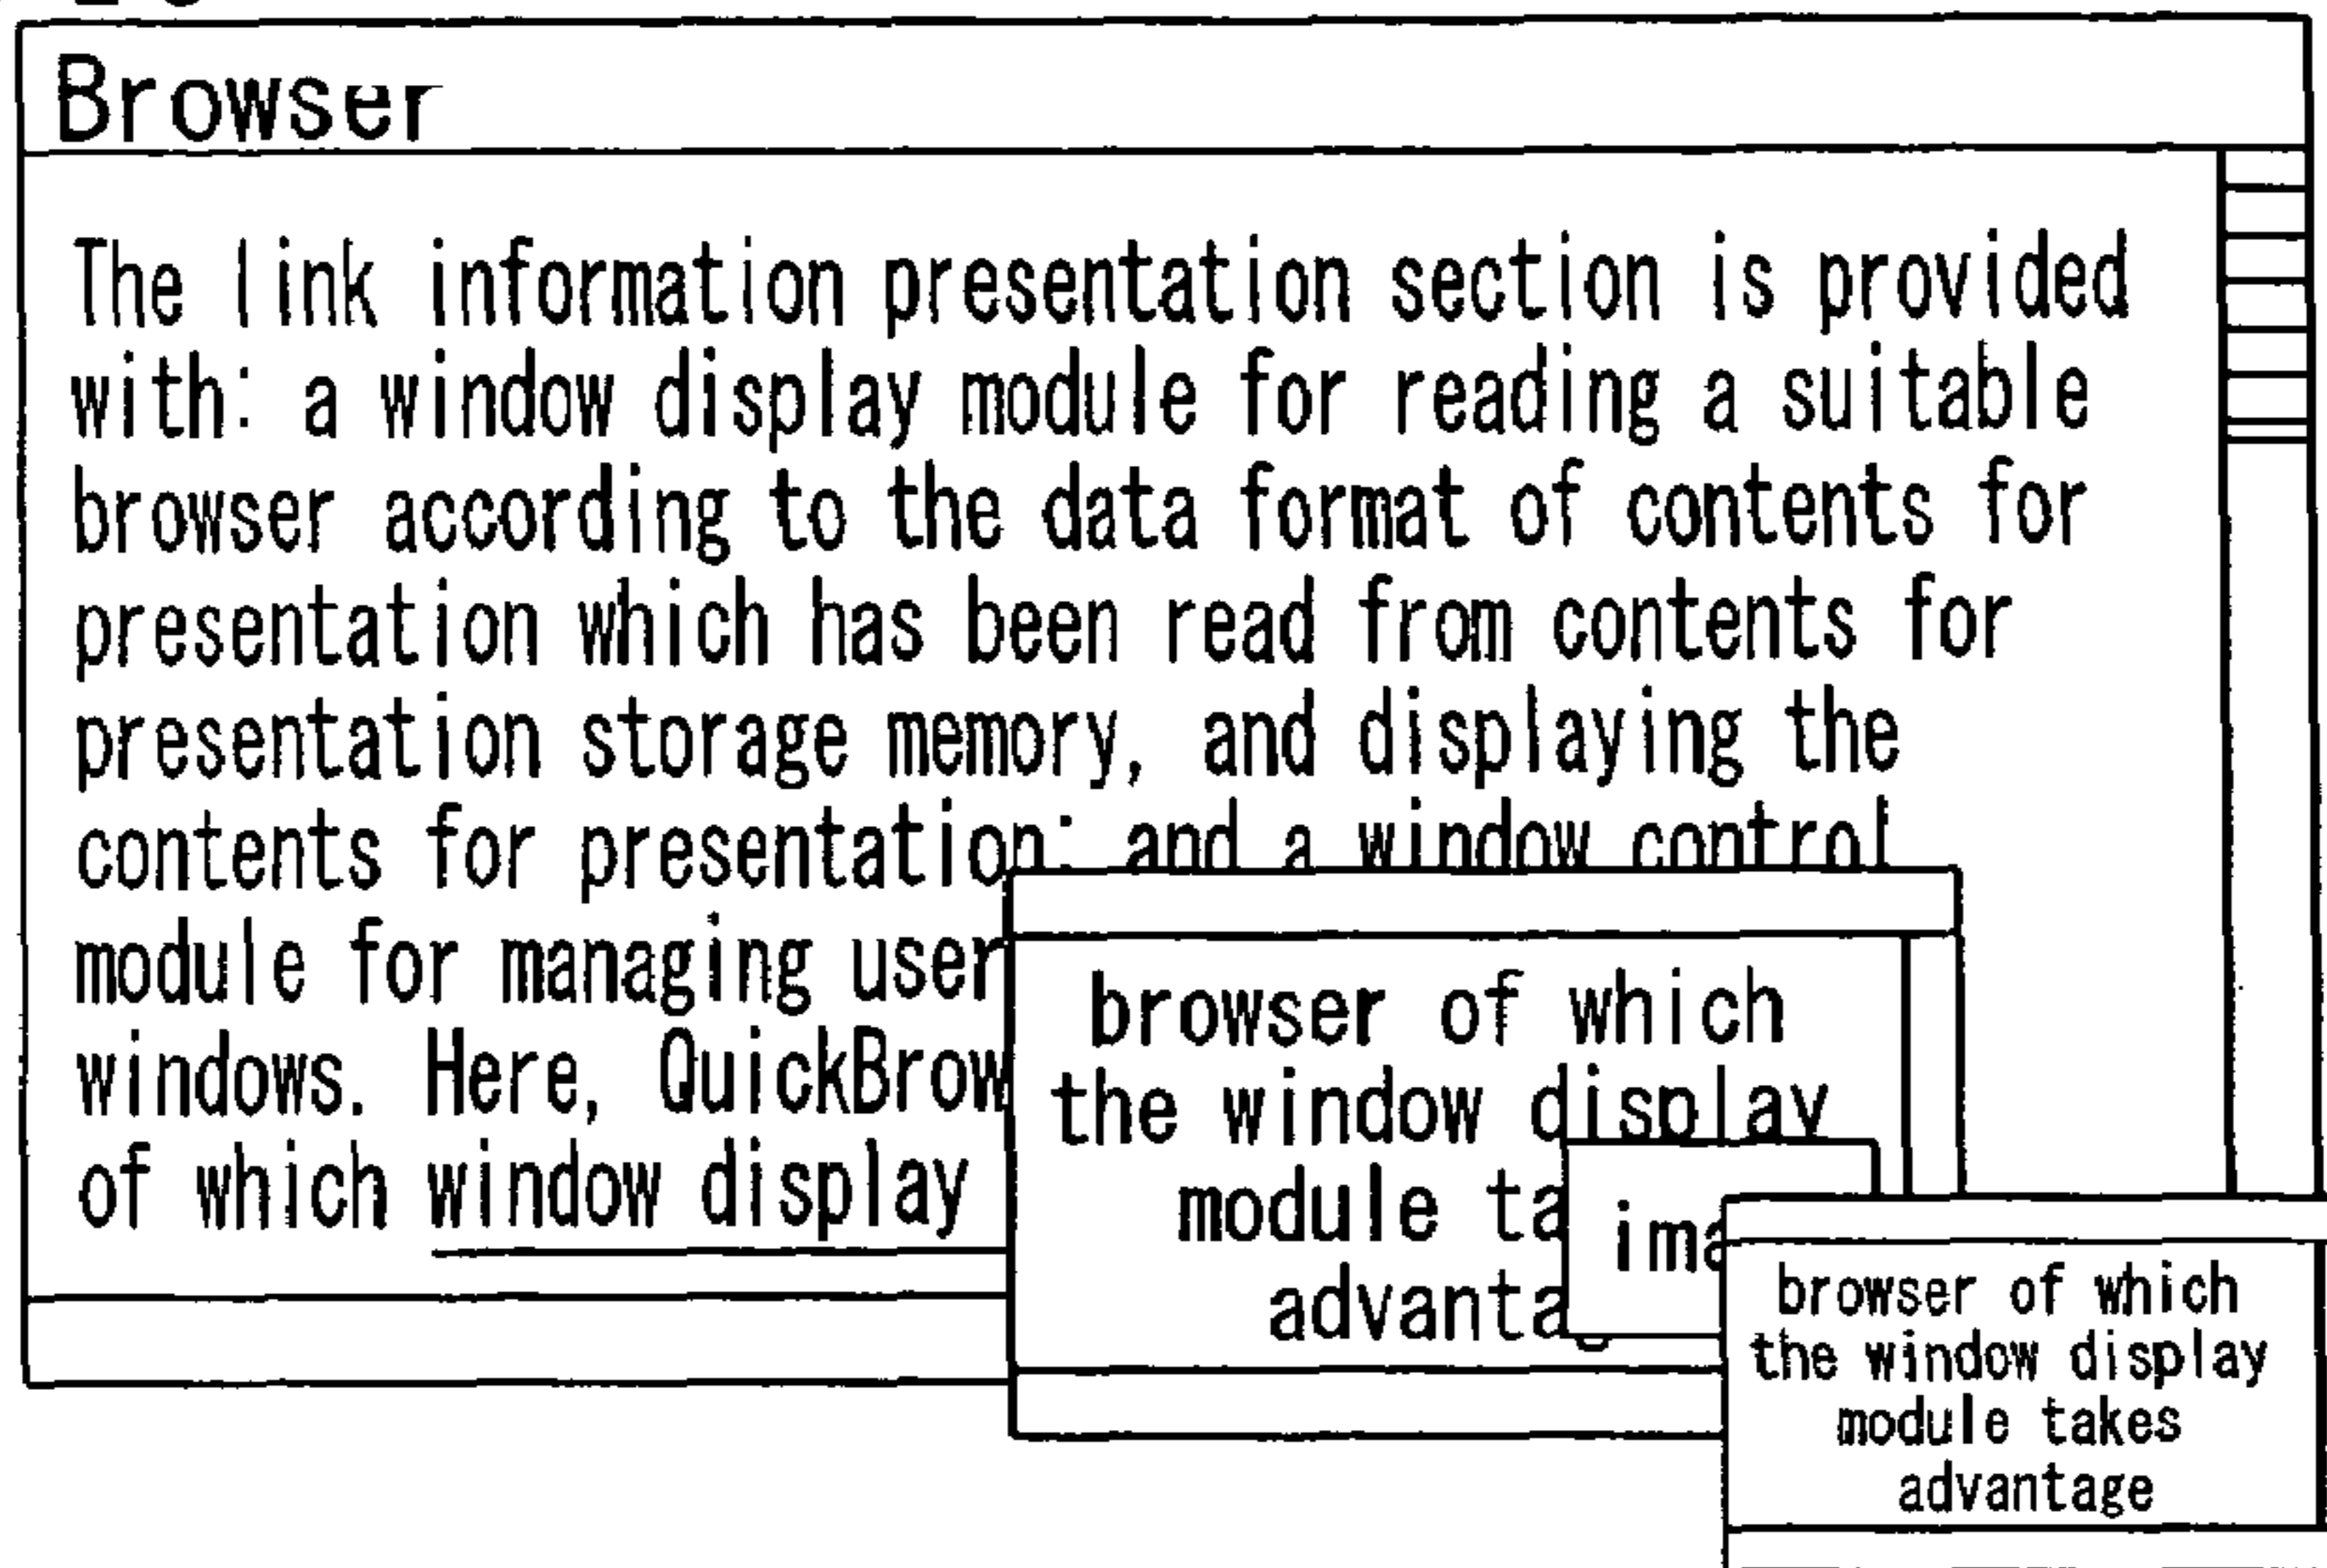 Browser
The link information presentation section is provided
with: a window display module for reading a suitable
browser according to the data format of contents for
presentation which has been read from contents for
presentation storage memory, and displaying the
contents for presentation; and a window control
module for managing user
windows. Here, QuickBrow
of which window display
browser of which
the window display
module ta
advanta
ima
browser of which
the window display
module takes
advantage